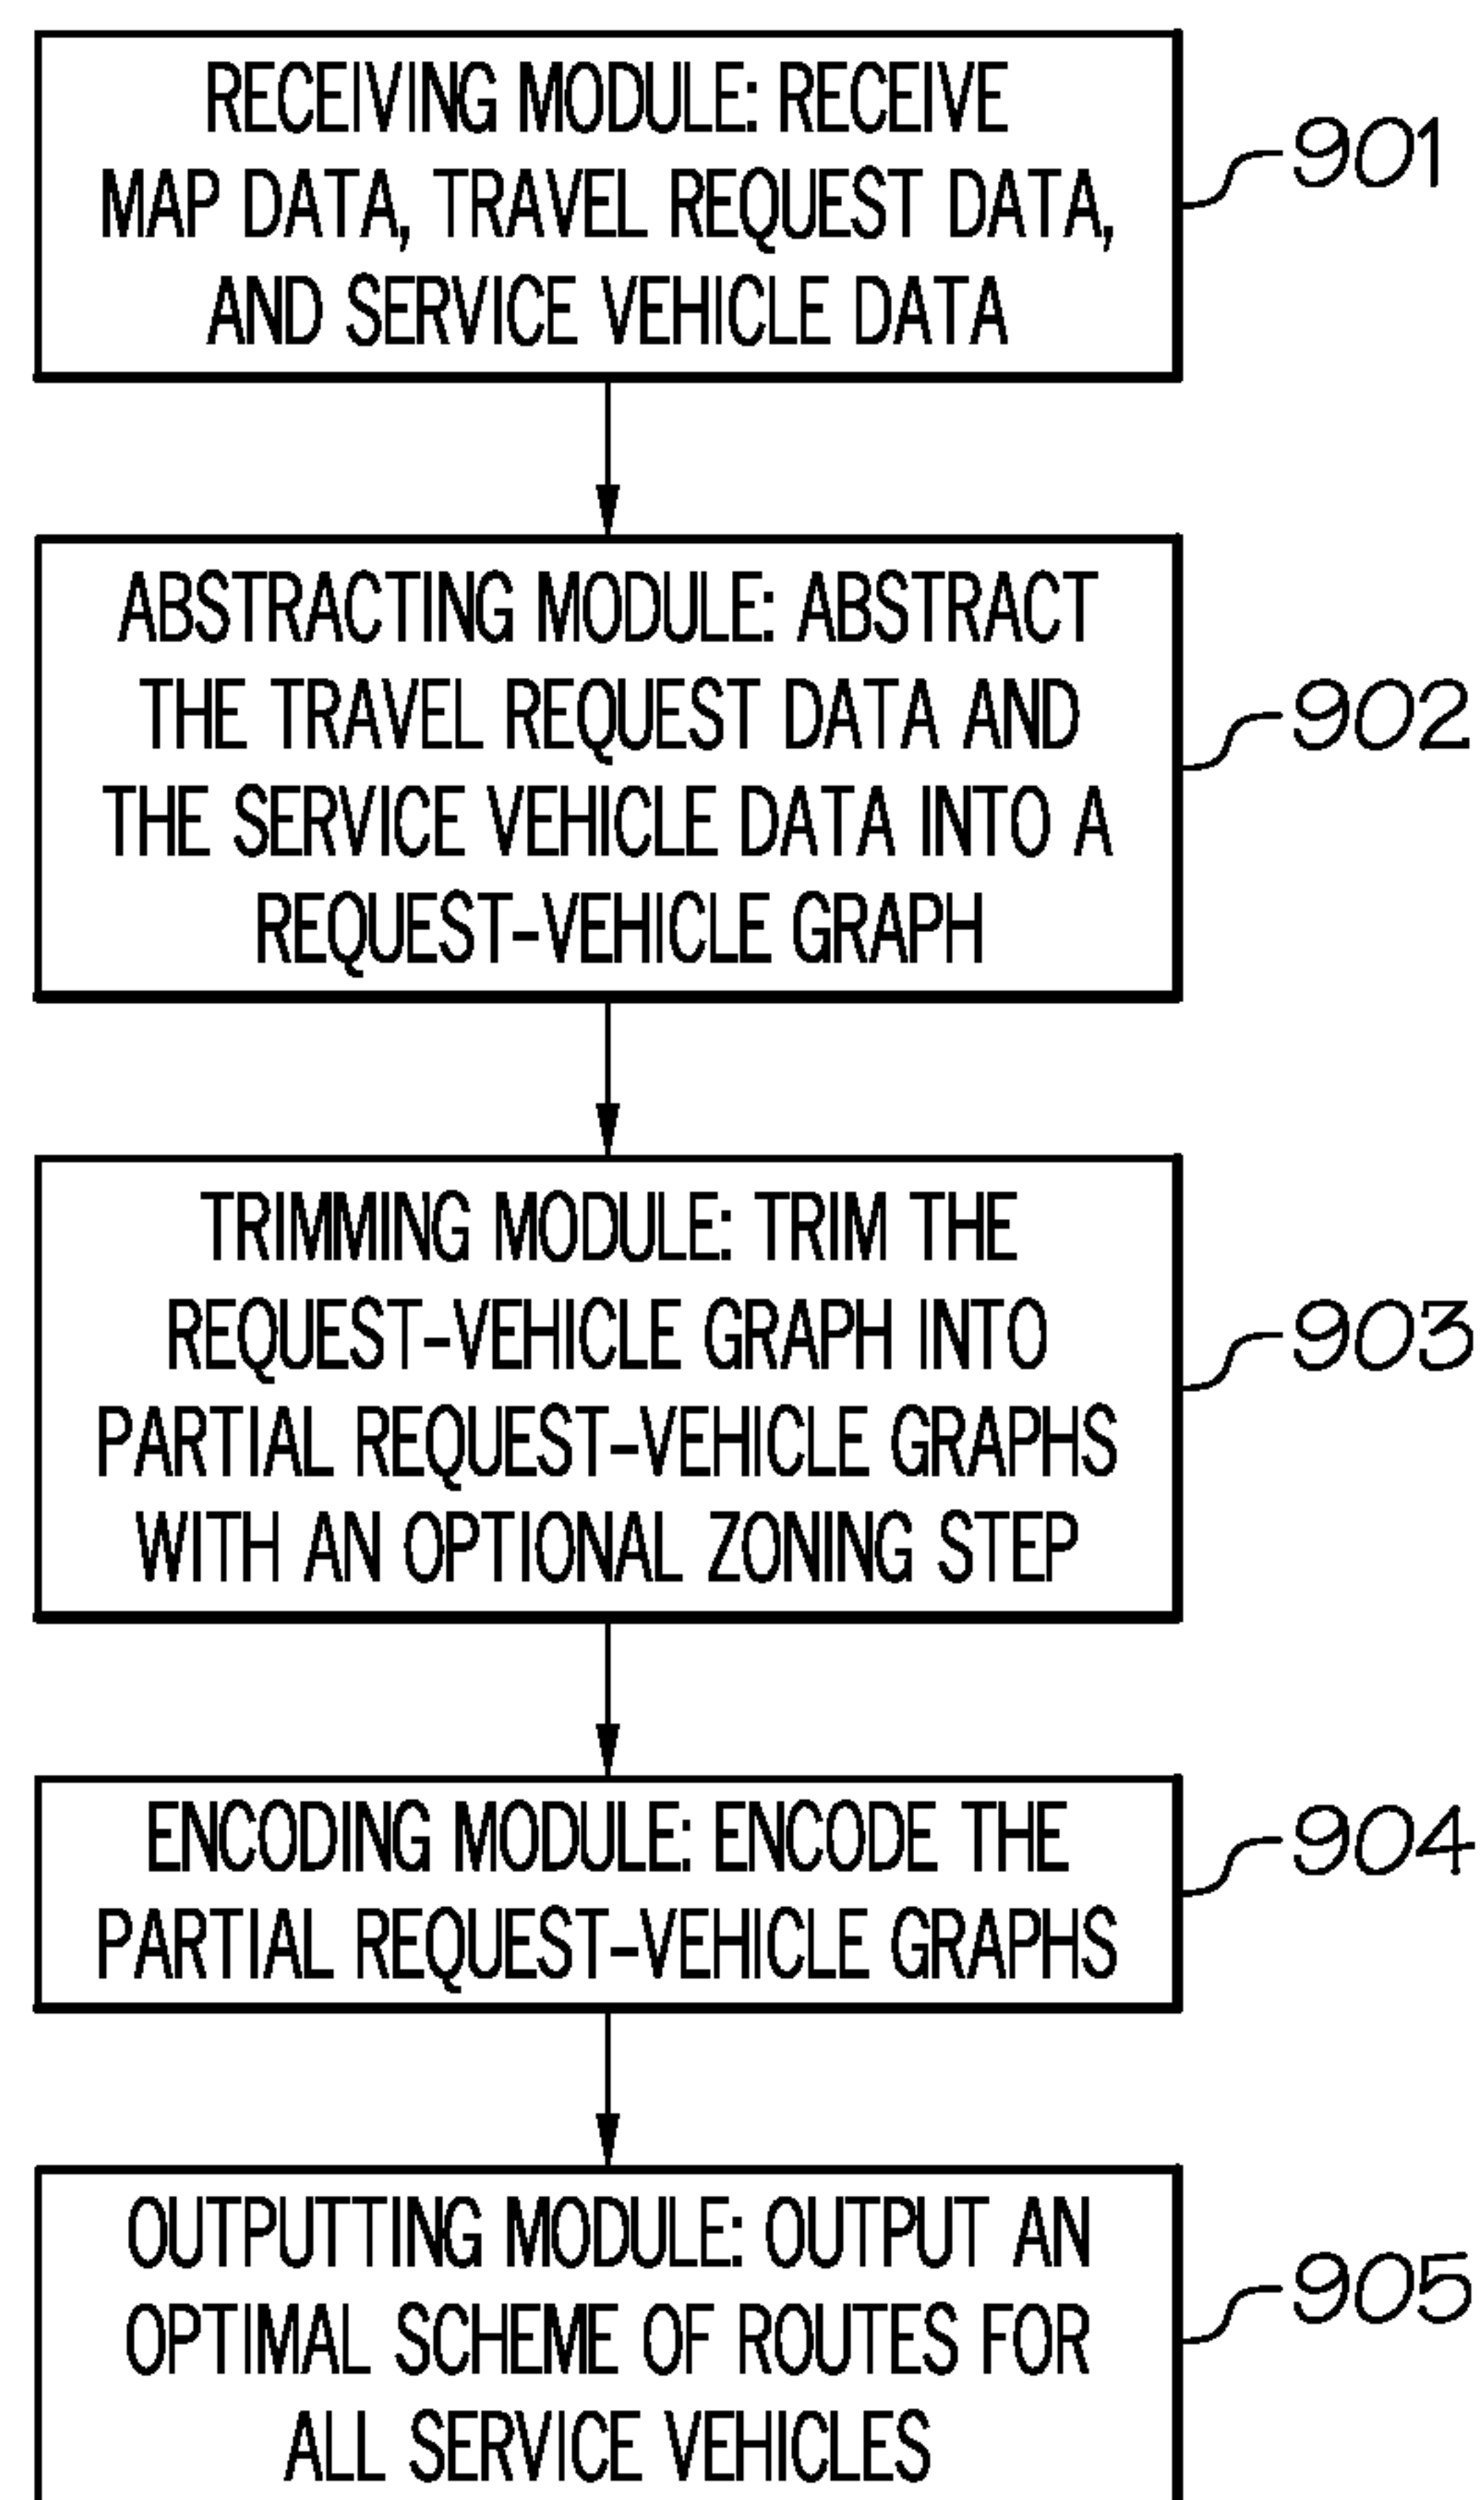 RECEIVING MODULE: RECEIVE
MAP DATA, TRAVEL REQUEST DATA,
AND SERVICE VEHICLE DATA
901
ABSTRACTING MODULE: ABSTRACT
THE TRAVEL REQUEST DATA AND
THE SERVICE VEHICLE DATA INTO A
REQUEST-VEHICLE GRAPH
902
TRIMMING MODULE: TRIM THE
REQUEST-VEHICLE GRAPH INTO
PARTIAL REQUEST-VEHICLE GRAPHS
WITH AN OPTIONAL ZONING STEP
903
ENCODING MODULE: ENCODE THE
PARTIAL REQUEST-VEHICLE GRAPHS
904
OUTPUTTING MODULE: OUTPUT AN
OPTIMAL SCHEME OF ROUTES FOR
ALL SERVICE VEHICLES
905